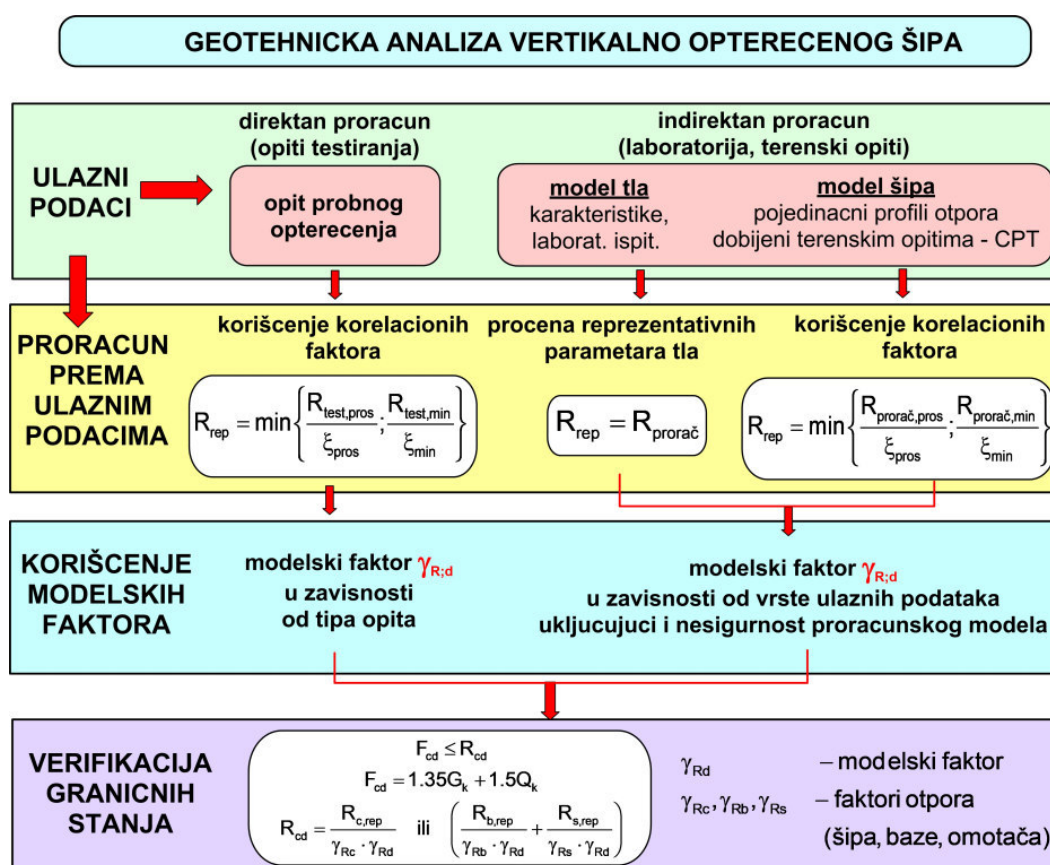 GEOTEHNICKA ANALIZA VERTIKALNO OPTERECENOG ŠIPA
ULAZNI
PODACI
direktan proracun
(opiti testiranja)
opit probnog
opterecenja
indirektan proracun
(laboratorija, terenski opiti)
model tla
karakteristike,
laborat. ispit.
model šipa
pojedinacni profili otpora
dobijeni terenskim opitima - CPT
PRORACUN
PREMA
ULAZNIM
PODACIMA
korišcenje korelacionih
faktora
R_rep = min{R_test,pros/ξ_pros ; R_test,min/ξ_min}
procena reprezentativnih
parametara tla
R_rep = R_prorač
korišcenje korelacionih
faktora
R_rep = min{R_prorač,pros/ξ_pros ; R_prorač,min/ξ_min}
KORIŠCENJE
MODELSKIH
FAKTORA
modelski faktor γ_R;d
u zavisnosti
od tipa opita
modelski faktor γ_R;d
u zavisnosti od vrste ulaznih podataka
ukljucujuci i nesigurnost proracunskog modela
VERIFIKACIJA
GRANICNIH
STANJA
F_cd ≤ R_cd
F_cd = 1.35G_k + 1.5Q_k
R_cd = R_c,rep/(γ_Rc · γ_Rd) ili (R_b,rep/(γ_Rb · γ_Rd) + R_s,rep/(γ_Rs · γ_Rd))
γ_Rd – modelski faktor
γ_Rc, γ_Rb, γ_Rs – faktori otpora
(šipa, baze, omotača)